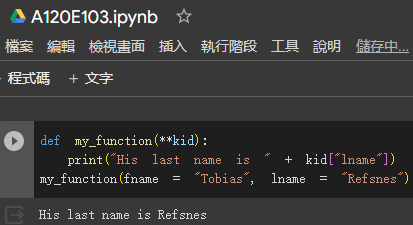 A120E103.ipynb
檔案 編輯 檢視畫面 插入 執行階段 工具 說明 儲存中...
+ 程式碼 + 文字
def my_function(**kid):
    print("His last name is " + kid["lname"])
my_function(fname = "Tobias", lname = "Refsnes")
His last name is Refsnes